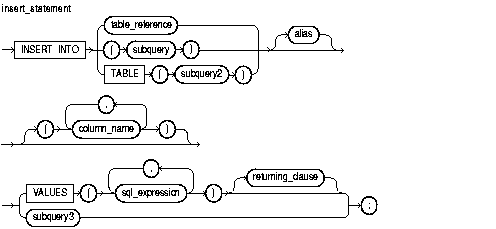 insert_statement
table_reference
INSERT INTO ( subquery ) alias
TABLE ( subquery2 )
,
( column_name )
,
VALUES ( sql_expression ) returning_clause
subquery3 ;